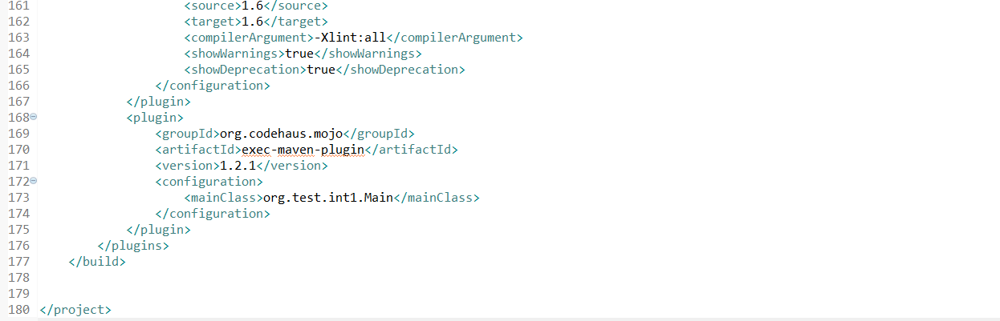 161 <source>1.6</source>
162 <target>1.6</target>
163 <compilerArgument>-Xlint:all</compilerArgument>
164 <showWarnings>true</showWarnings>
165 <showDeprecation>true</showDeprecation>
166 </configuration>
167 </plugin>
168 <plugin>
169 <groupId>org.codehaus.mojo</groupId>
170 <artifactId>exec-maven-plugin</artifactId>
171 <version>1.2.1</version>
172 <configuration>
173 <mainClass>org.test.int1.Main</mainClass>
174 </configuration>
175 </plugin>
176 </plugins>
177 </build>
178
179
180 </project>